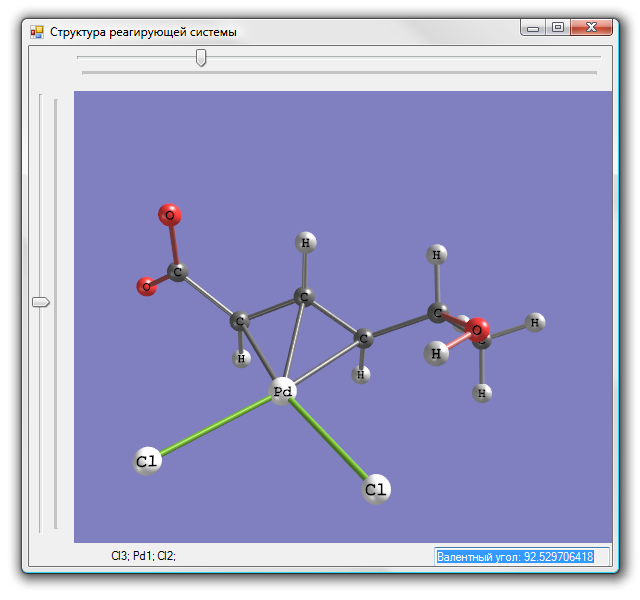 Структура реагирующей системы
O
H
O
C
H
C
C
H
C
O
H
C
H
H
H
Pd
H
Cl
Cl
Cl3; Pd1; Cl2;
Валентный угол: 92.529706418